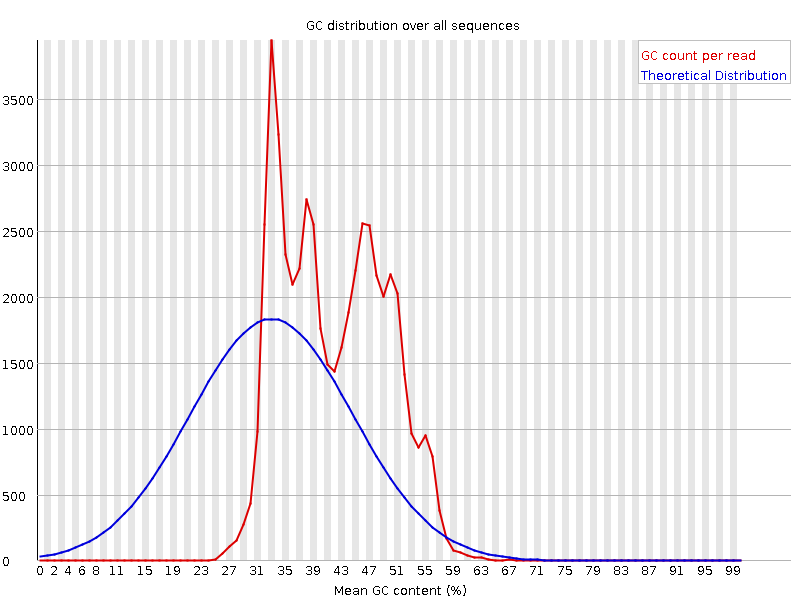 GC distribution over all sequences
GC count per read
Theoretical Distribution
3500
3000
2500
2000
1500
1000
500
0
0 2 4 6 8 11 15 19 23 27 31 35 39 43 47 51 55 59 63 67 71 75 79 83 87 91 95 99
Mean GC content (%)